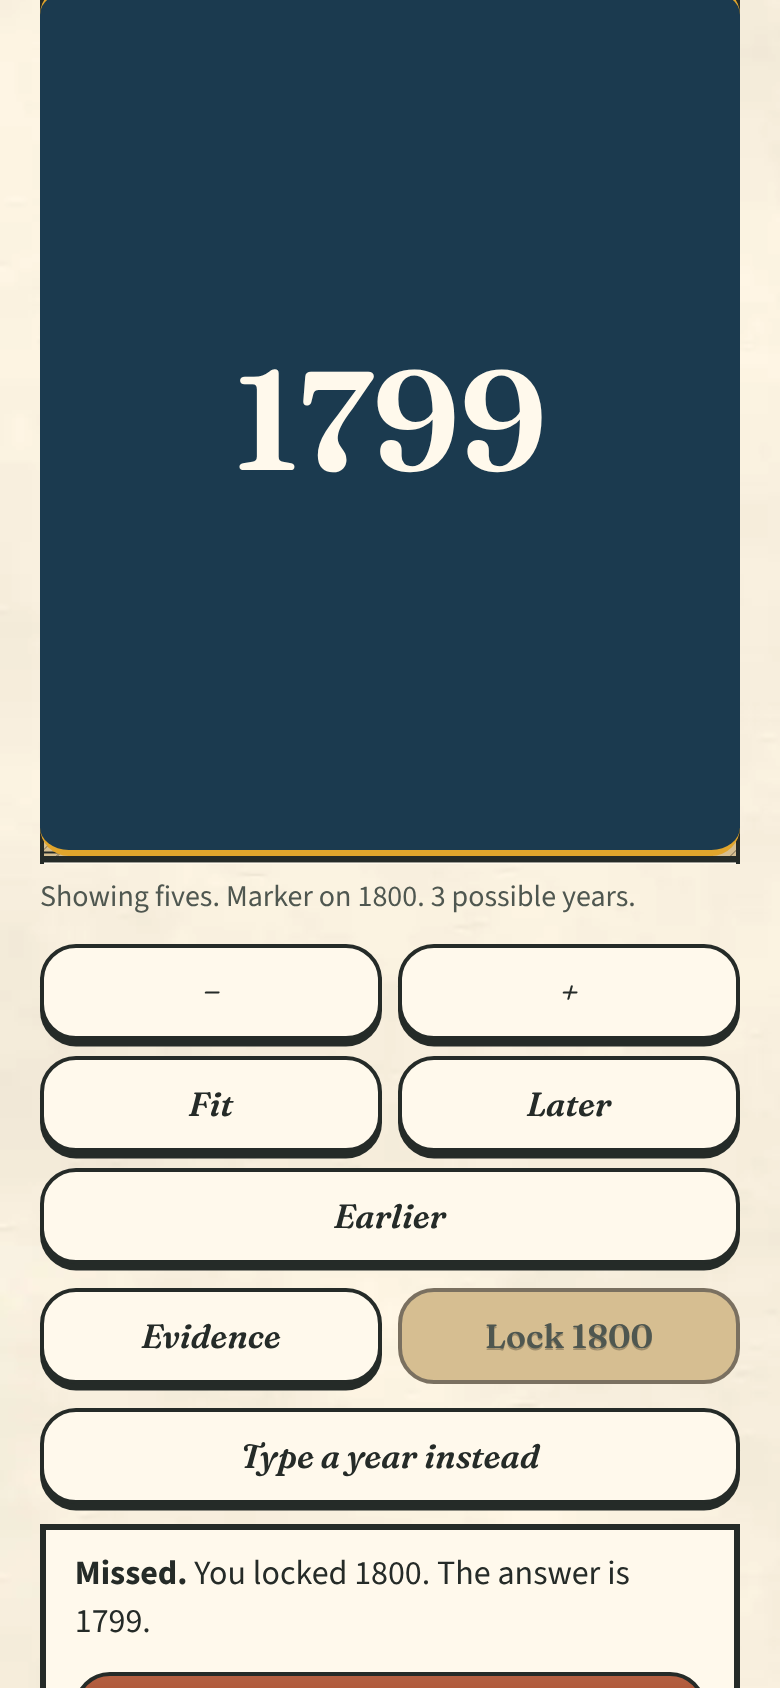 1799
Showing fives. Marker on 1800. 3 possible years.
−
+
Fit
Later
Earlier
Evidence
Lock 1800
Type a year instead
Missed. You locked 1800. The answer is
1799.